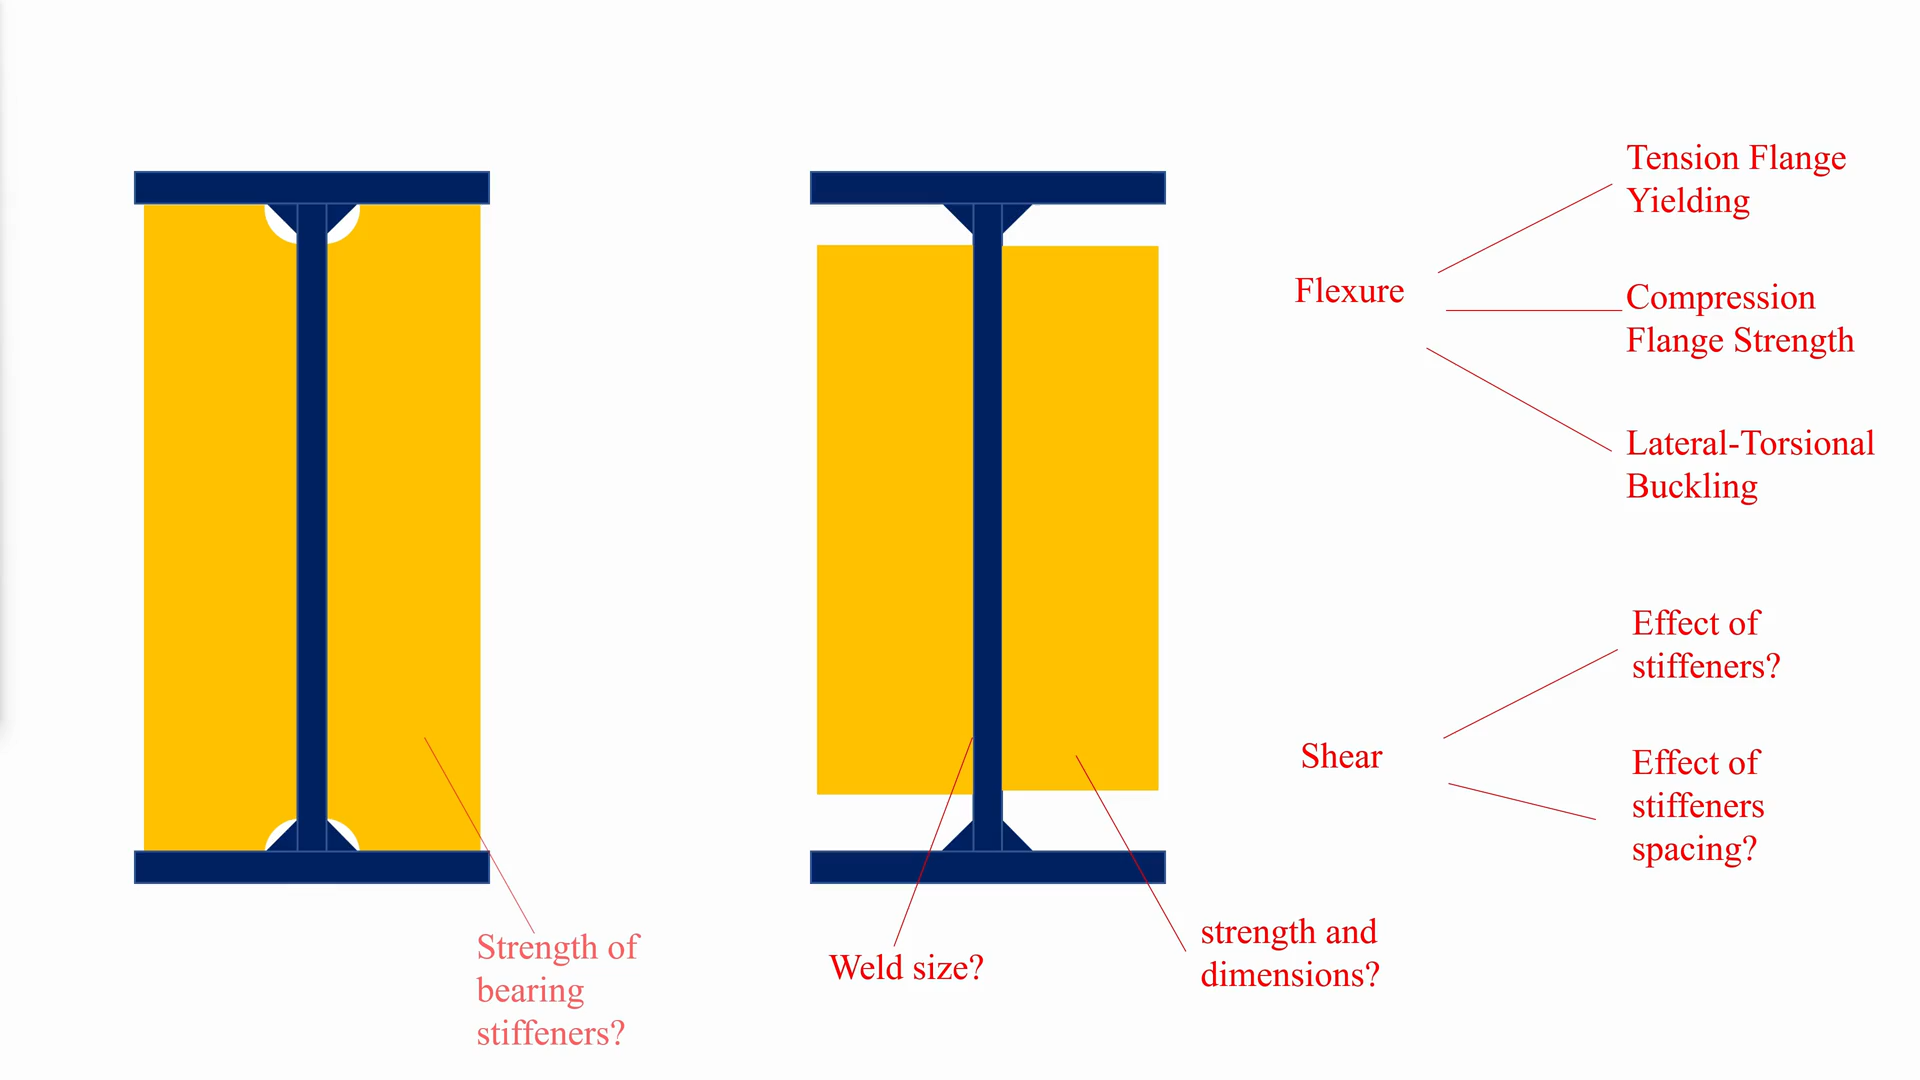 Tension Flange
Yielding
Flexure
Compression
Flange Strength
Lateral-Torsional
Buckling
Effect of
stiffeners?
Shear
Effect of
stiffeners
spacing?
Strength of
bearing
stiffeners?
Weld size?
strength and
dimensions?